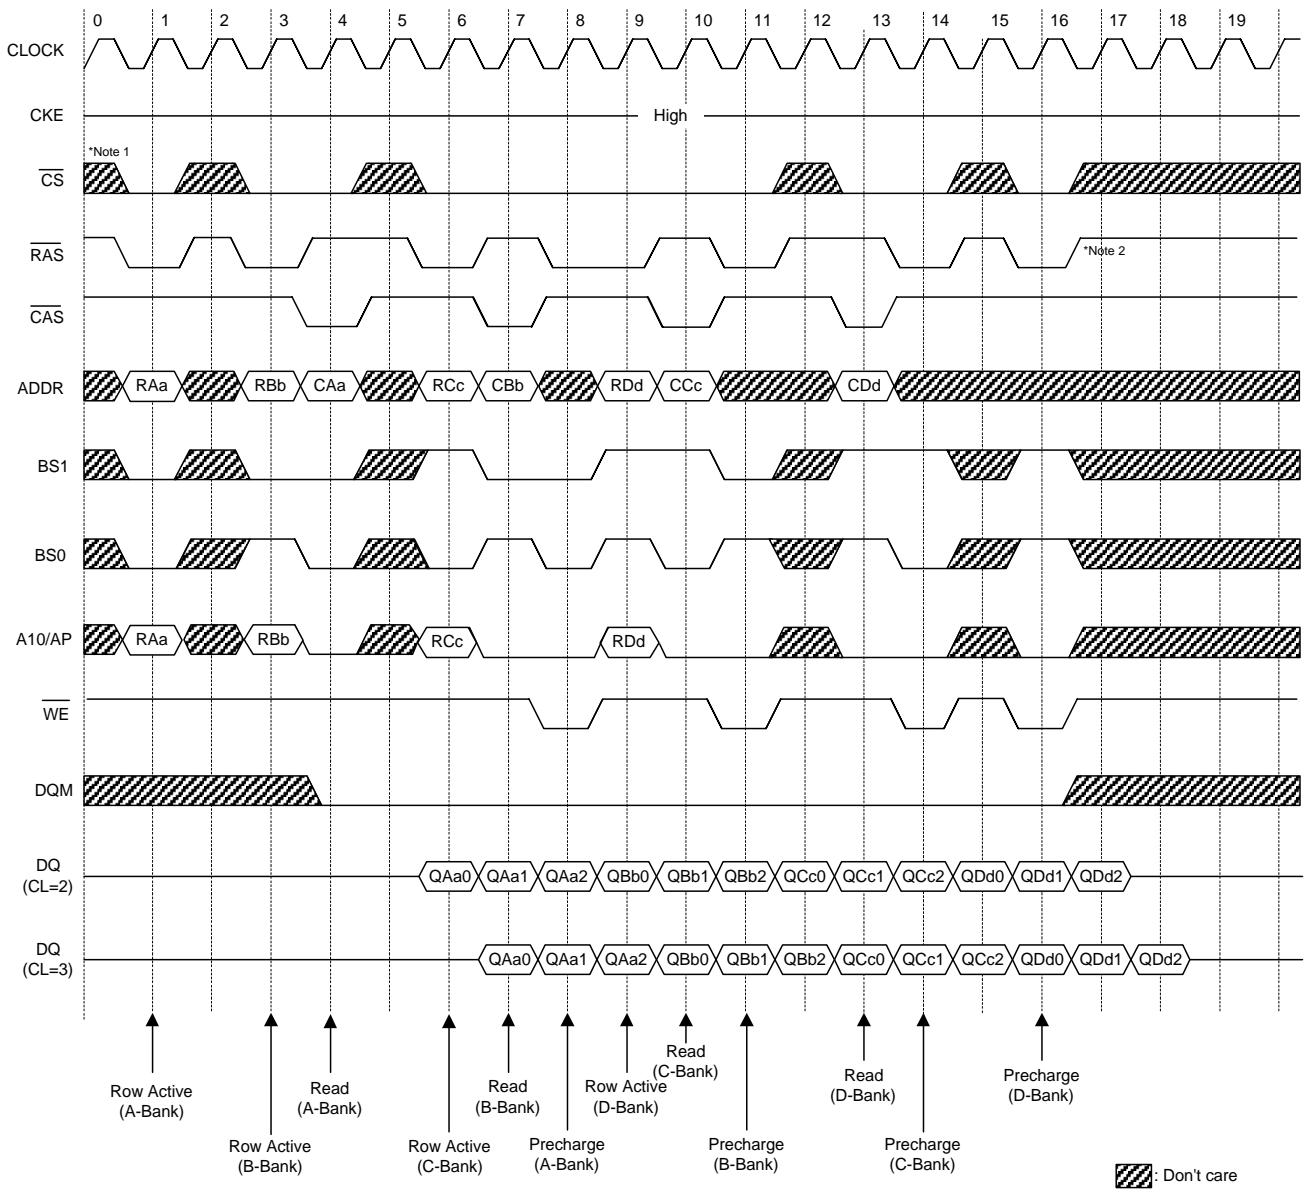 0 1 2 3 4 5 6 7 8 9 10 11 12 13 14 15 16 17 18 19
CLOCK
CKE High
*Note 1
CS
RAS *Note 2
CAS
ADDR RAa RBb CAa RCc CBb RDd CCc CDd
BS1
BS0
A10/AP RAa RBb RCc RDd
WE
DQM
DQ
(CL=2) QAa0 QAa1 QAa2 QBb0 QBb1 QBb2 QCc0 QCc1 QCc2 QDd0 QDd1 QDd2
DQ
(CL=3) QAa0 QAa1 QAa2 QBb0 QBb1 QBb2 QCc0 QCc1 QCc2 QDd0 QDd1 QDd2
Row Active
(A-Bank)
Row Active
(B-Bank)
Read
(A-Bank)
Row Active
(C-Bank)
Read
(B-Bank)
Precharge
(A-Bank)
Row Active
(D-Bank)
Read
(C-Bank)
Precharge
(B-Bank)
Read
(D-Bank)
Precharge
(C-Bank)
Precharge
(D-Bank)
: Don't care